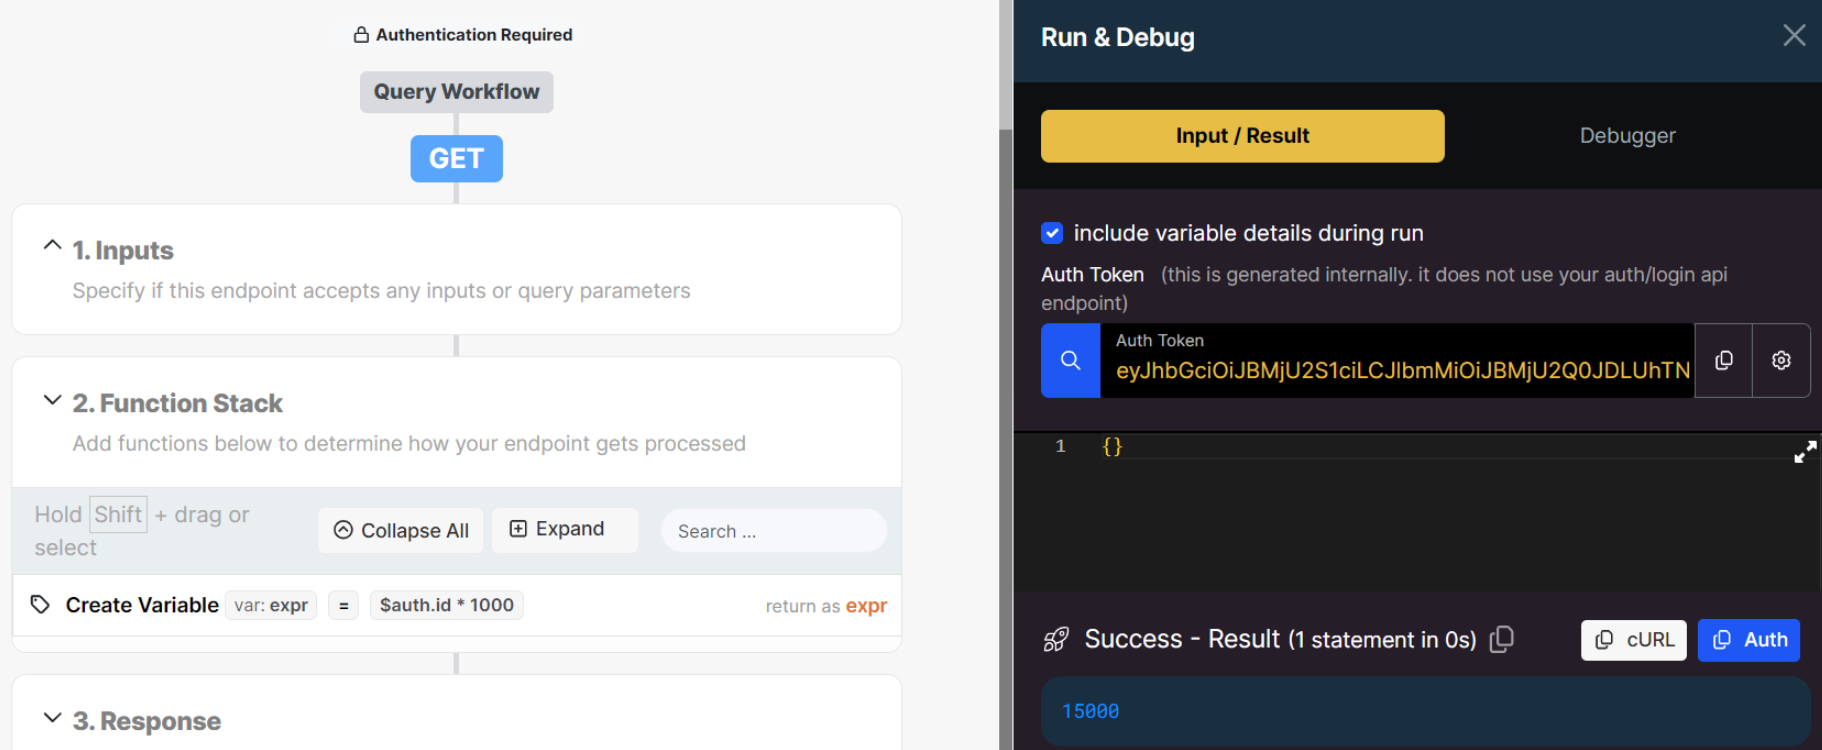 Authentication Required
Query Workflow
GET
1. Inputs
Specify if this endpoint accepts any inputs or query parameters
2. Function Stack
Add functions below to determine how your endpoint gets processed
Hold Shift + drag or
select
Collapse All
Expand
Search ...
Create Variable var: expr = $auth.id * 1000 return as expr
3. Response
Run & Debug
Input / Result
Debugger
include variable details during run
Auth Token (this is generated internally. it does not use your auth/login api
endpoint)
Auth Token
eyJhbGciOiJBMjU2S1ciLCJlbmMiOiJBMjU2Q0JDLUhTN
1 {}
Success - Result (1 statement in 0s)
cURL
Auth
15000